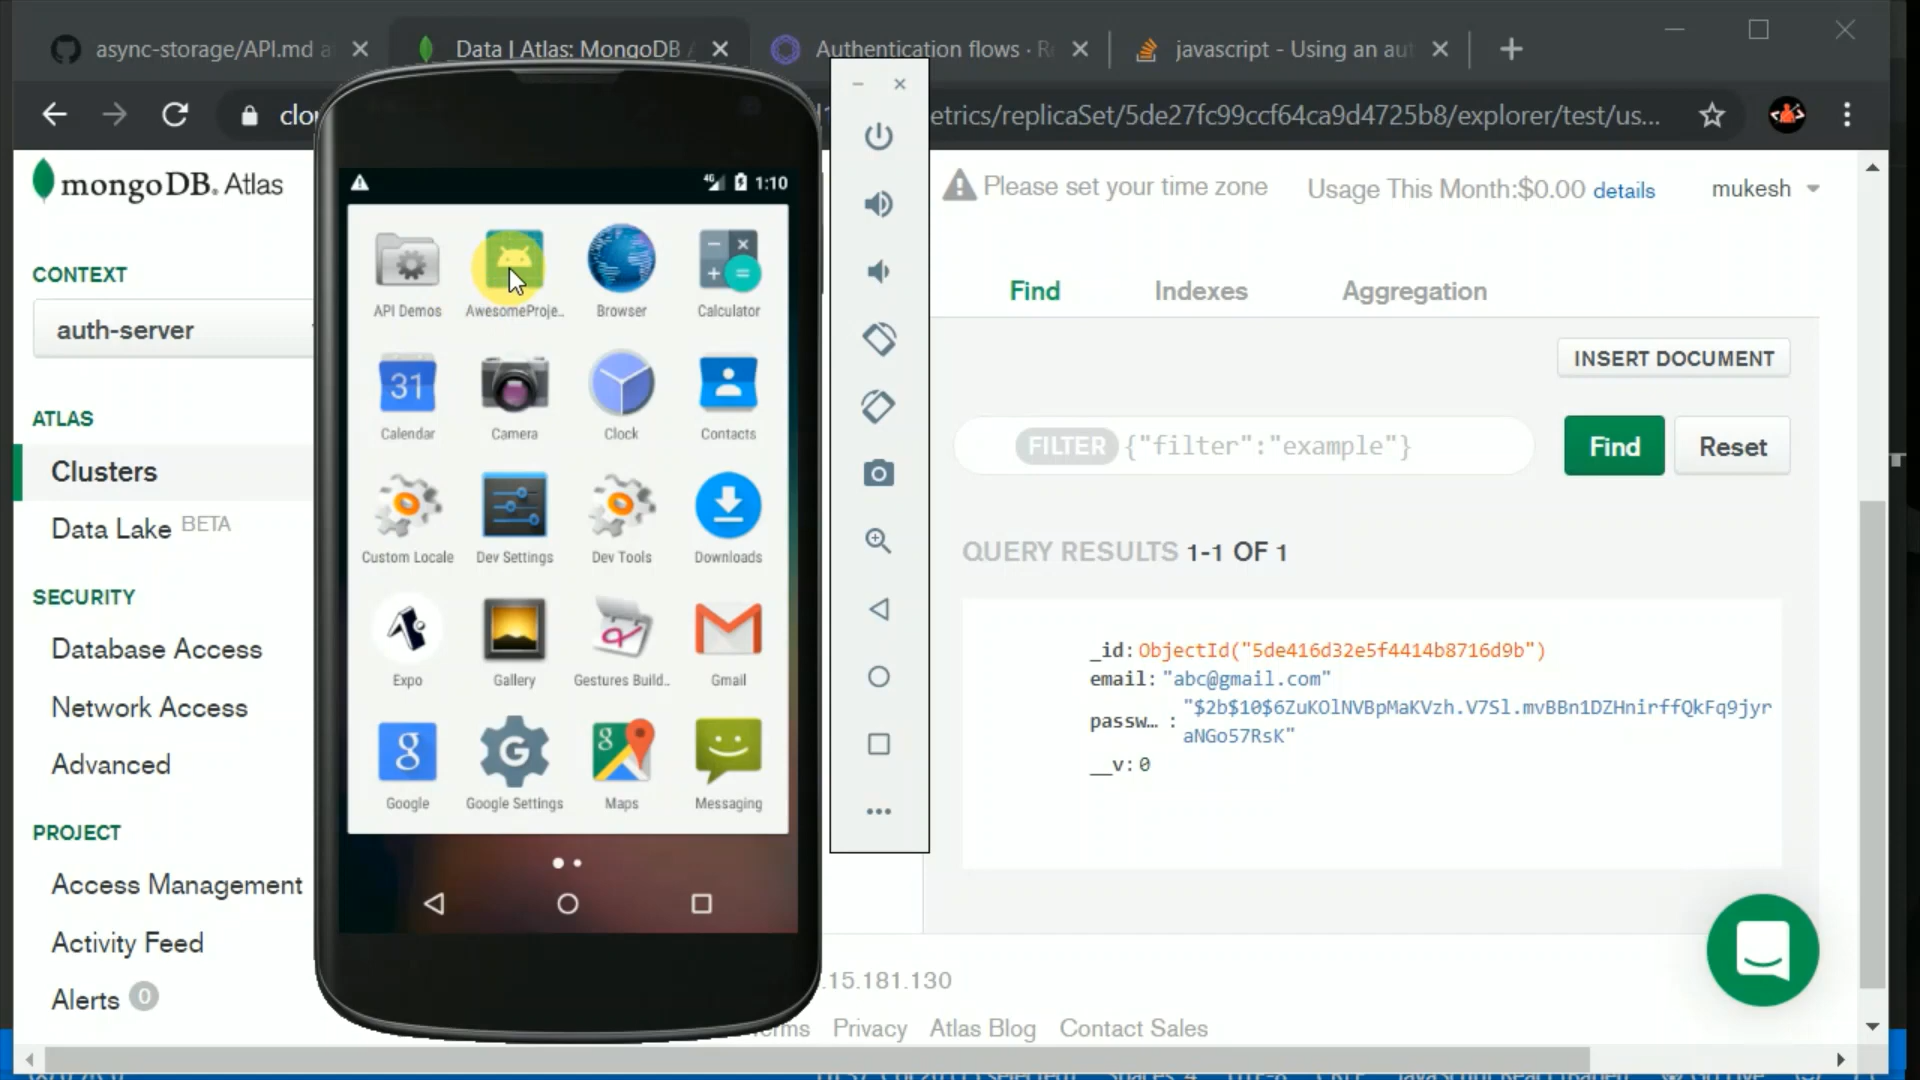 async-storage/API.md a
Data | Atlas: MongoDB A
Authentication flows · Re
javascript - Using an aut
clou
etrics/replicaSet/5de27fc99ccf64ca9d4725b8/explorer/test/us...
mongoDB. Atlas
Please set your time zone
Usage This Month:$0.00 details
mukesh
CONTEXT
auth-server
ATLAS
Clusters
Data Lake BETA
SECURITY
Database Access
Network Access
Advanced
PROJECT
Access Management
Activity Feed
Alerts 0
4G 1:10
API Demos
AwesomeProje..
Browser
Calculator
31
Calendar
Camera
Clock
Contacts
Custom Locale
Dev Settings
Dev Tools
Downloads
Expo
Gallery
Gestures Build..
Gmail
Google
Google Settings
Maps
Messaging
Find
Indexes
Aggregation
INSERT DOCUMENT
FILTER {"filter":"example"}
Find
Reset
QUERY RESULTS 1-1 OF 1
_id: ObjectId("5de416d32e5f4414b8716d9b")
email: "abc@gmail.com"
passw... : "$2b$10$6ZuKOlNVBpMaKVzh.V7Sl.mvBBn1DZHnirffQkFq9jyr
aNGo57RsK"
__v: 0
.15.181.130
Terms
Privacy
Atlas Blog
Contact Sales